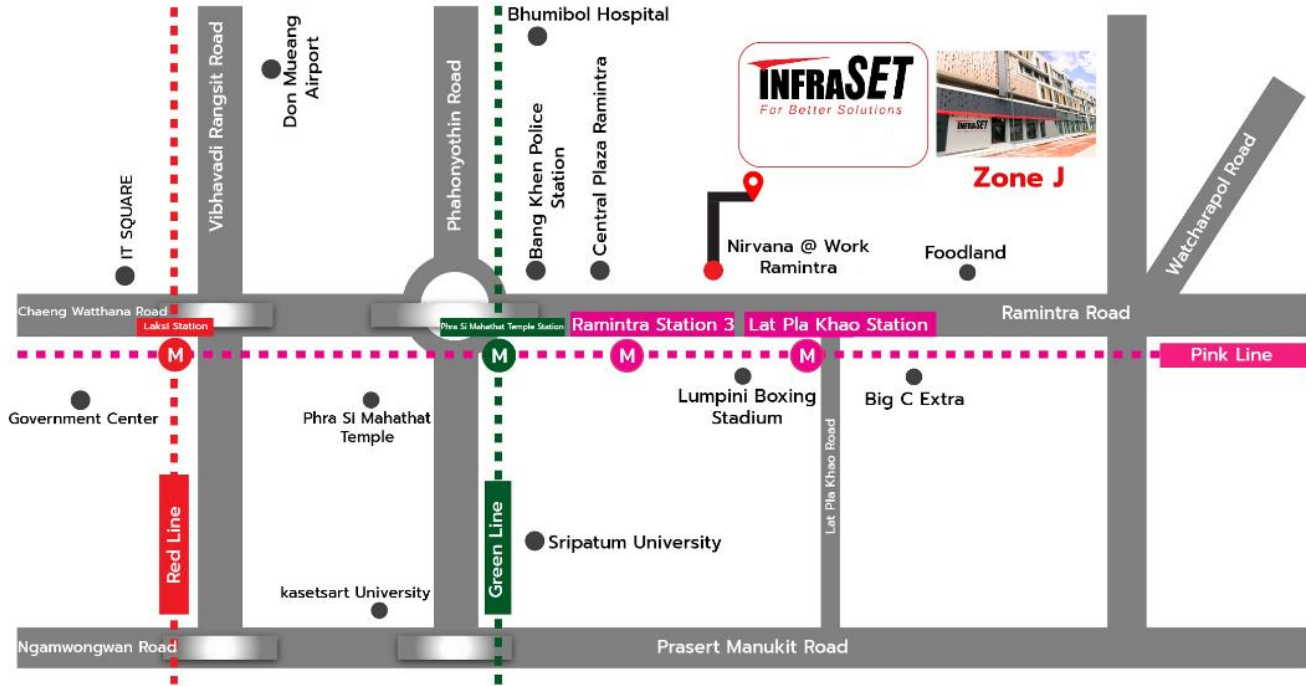 Bhumibol Hospital
Vibhavadi Rangsit Road
Don Mueang
Airport
Phahonyothin Road
INFRASET
For Better Solutions
INFRASET
Zone J
IT SQUARE
Bang Khen Police
Station
Central Plaza Ramintra
Nirvana @ Work
Ramintra
Foodland
Watcharapol Road
Chaeng Watthana Road
Ramintra Road
Laksi Station
Phra Si Mahathat Temple Station
Ramintra Station 3
Lat Pla Khao Station
M
M
M
M
Pink Line
Government Center
Phra Si Mahathat
Temple
Lumpini Boxing
Stadium
Big C Extra
Lat Pla Khao Road
Red Line
Green Line
Sripatum University
kasetsart University
Ngamwongwan Road
Prasert Manukit Road